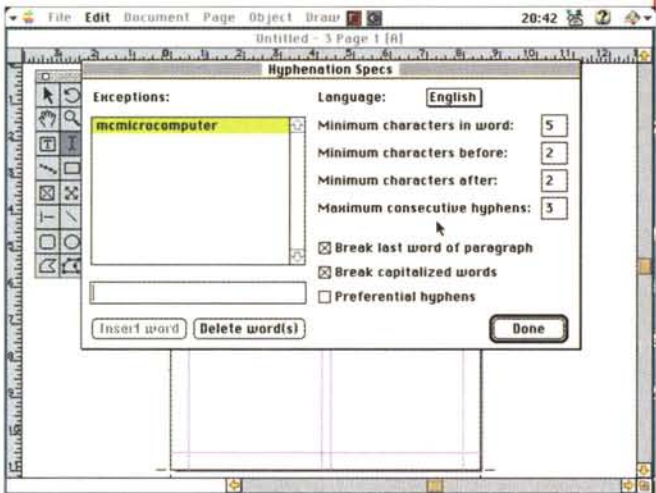 File Edit Document Page Object Draw 20:42
Untitled - 3 Page 1 [A]
Hyphenation Specs
Exceptions:
mcmicrocomputer
Insert word Delete word(s)
Language: English
Minimum characters in word: 5
Minimum characters before: 2
Minimum characters after: 2
Maximum consecutive hyphens: 3
Break last word of paragraph
Break capitalized words
Preferential hyphens
Done